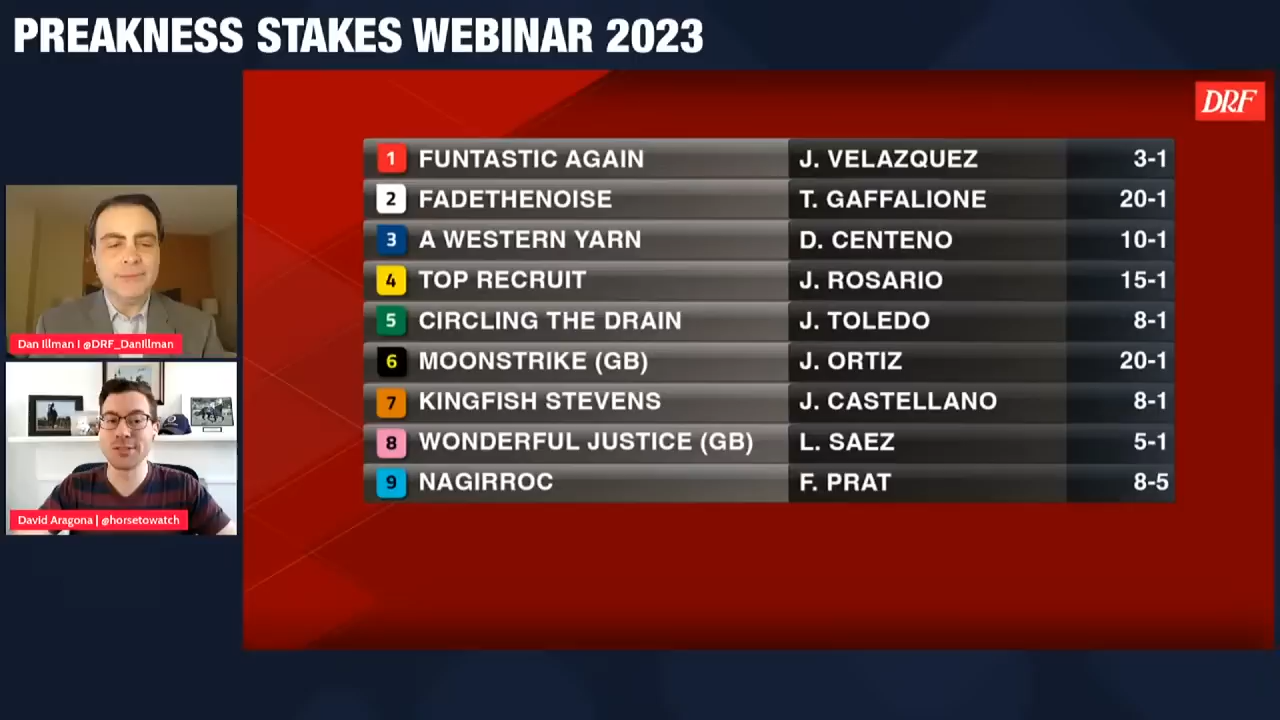 PREAKNESS STAKES WEBINAR 2023
DRF
1 FUNTASTIC AGAIN J. VELAZQUEZ 3-1
2 FADETHENOISE T. GAFFALIONE 20-1
3 A WESTERN YARN D. CENTENO 10-1
4 TOP RECRUIT J. ROSARIO 15-1
5 CIRCLING THE DRAIN J. TOLEDO 8-1
6 MOONSTRIKE (GB) J. ORTIZ 20-1
7 KINGFISH STEVENS J. CASTELLANO 8-1
8 WONDERFUL JUSTICE (GB) L. SAEZ 5-1
9 NAGIRROC F. PRAT 8-5
Dan Illman I @DRF_DanIllman
David Aragona | @horsetowatch